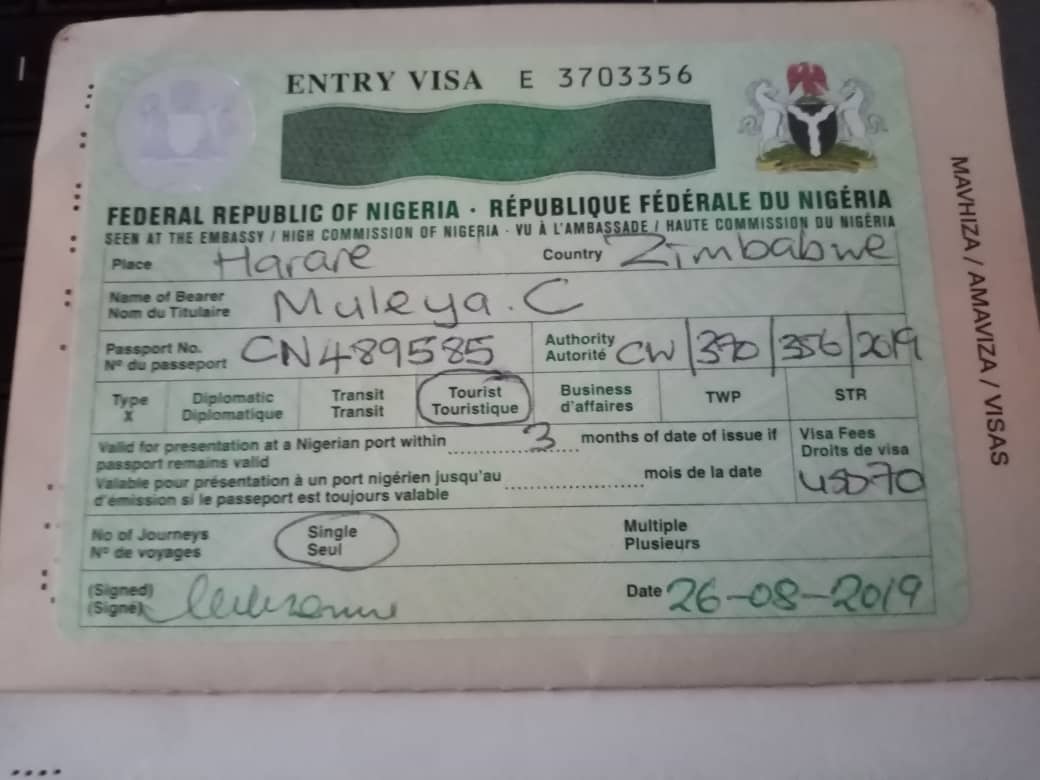 ENTRY VISA E 3703356
FEDERAL REPUBLIC OF NIGERIA · RÉPUBLIQUE FÉDÉRALE DU NIGÉRIA
SEEN AT THE EMBASSY / HIGH COMMISSION OF NIGERIA · VU À L'AMBASSADE / HAUTE COMMISSION DU NIGÉRIA
Place Harare Country Zimbabwe
Name of Bearer
Nom du Titulaire Muleya. C
Passport No.
Nº du passeport CN489585
Authority
Autorité CW/390/356/2019
Type
X
Diplomatic
Diplomatique
Transit
Transit
Tourist
Touristique
Business
d'affaires
TWP
STR
Valid for presentation at a Nigerian port within 3 months of date of issue if
passport remains valid
Valable pour présentation à un port nigérien jusqu'au mois de la date
d'émission si le passeport est toujours valable
Visa Fees
Droits de visa
USD70
No of Journeys
Nº de voyages
Single
Seul
Multiple
Plusieurs
(Signed)
(Signe)
Date 26-08-2019
MAVHIZA / AMAVIZA / VISAS